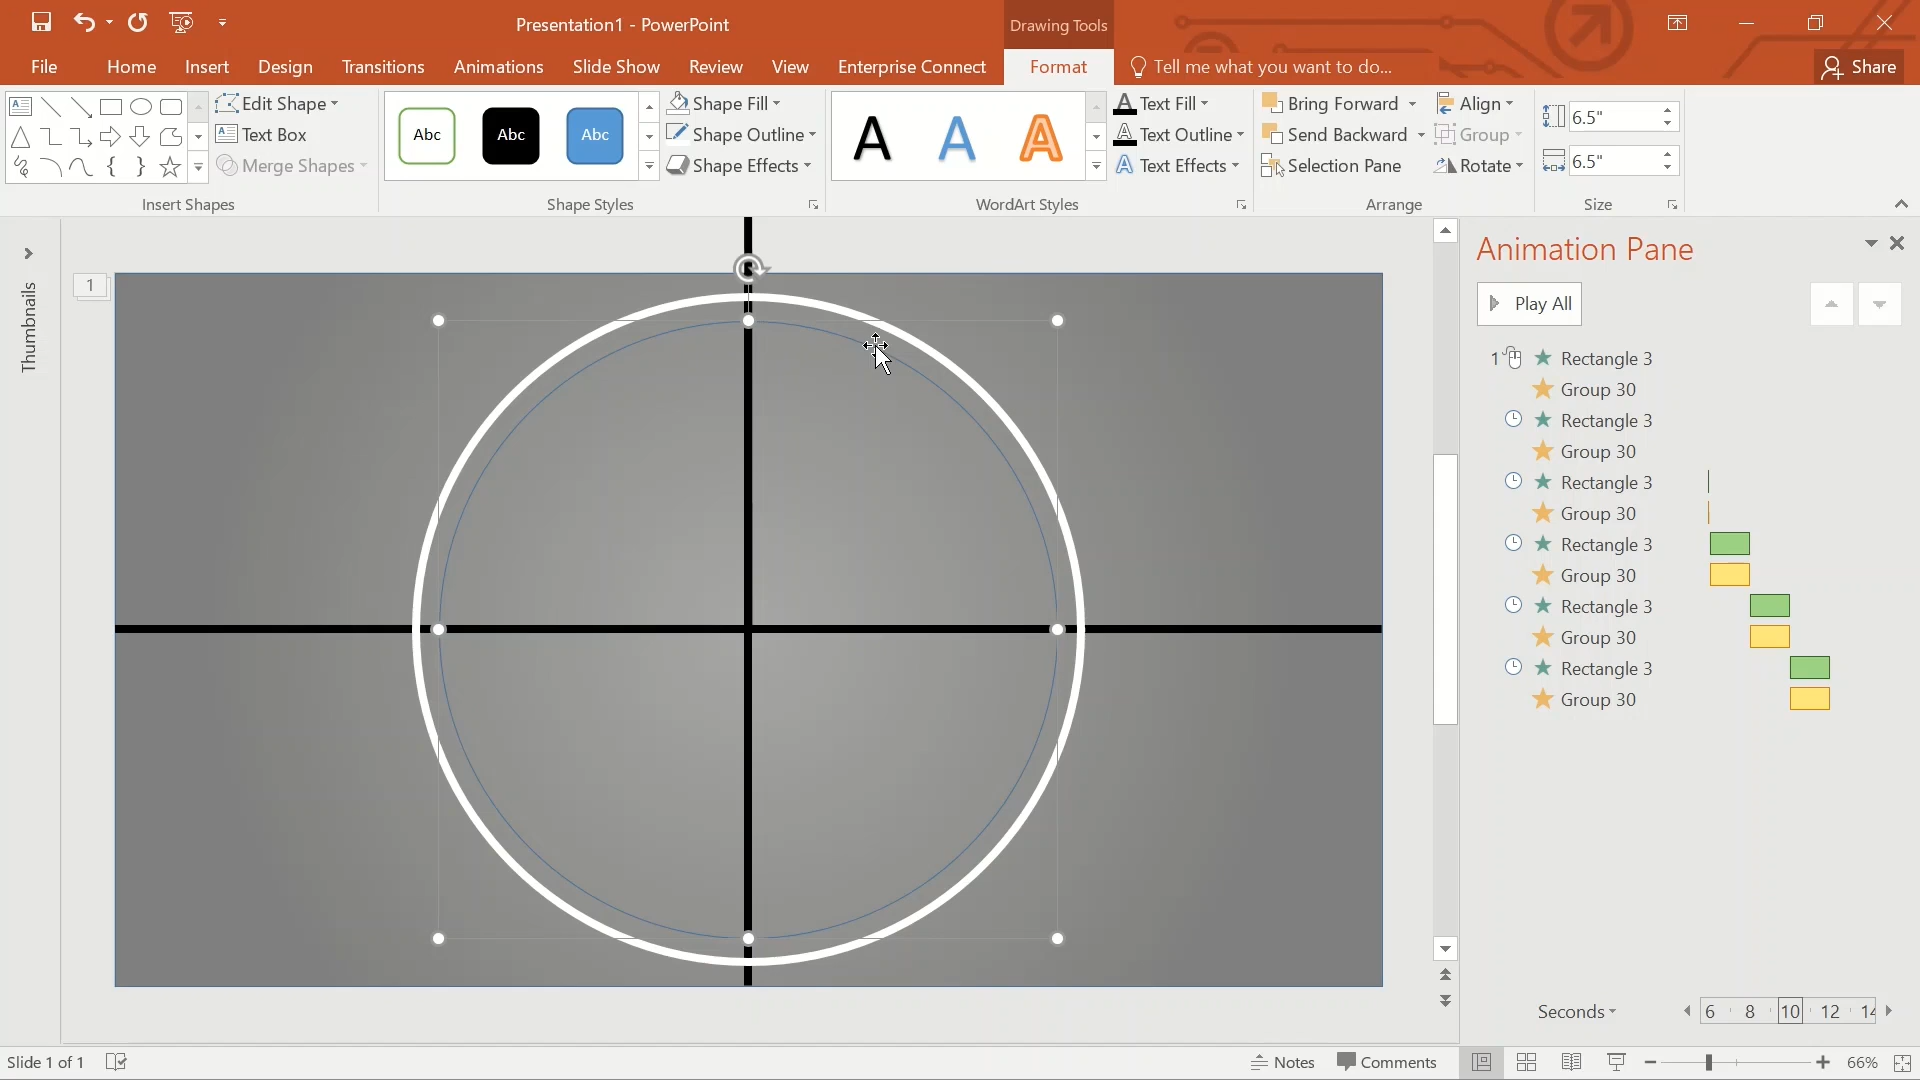 Presentation1 - PowerPoint
Drawing Tools
File
Home
Insert
Design
Transitions
Animations
Slide Show
Review
View
Enterprise Connect
Format
Tell me what you want to do...
Share
Edit Shape
Text Box
Merge Shapes
Insert Shapes
Abc
Abc
Abc
Shape Fill
Shape Outline
Shape Effects
Shape Styles
A
A
A
Text Fill
Text Outline
Text Effects
WordArt Styles
Bring Forward
Send Backward
Selection Pane
Align
Group
Rotate
Arrange
6.5"
6.5"
Size
Thumbnails
1
Animation Pane
Play All
1
Rectangle 3
Group 30
Rectangle 3
Group 30
Rectangle 3
Group 30
Rectangle 3
Group 30
Rectangle 3
Group 30
Rectangle 3
Group 30
Seconds
6 8 10 12 14
Slide 1 of 1
Notes
Comments
66%